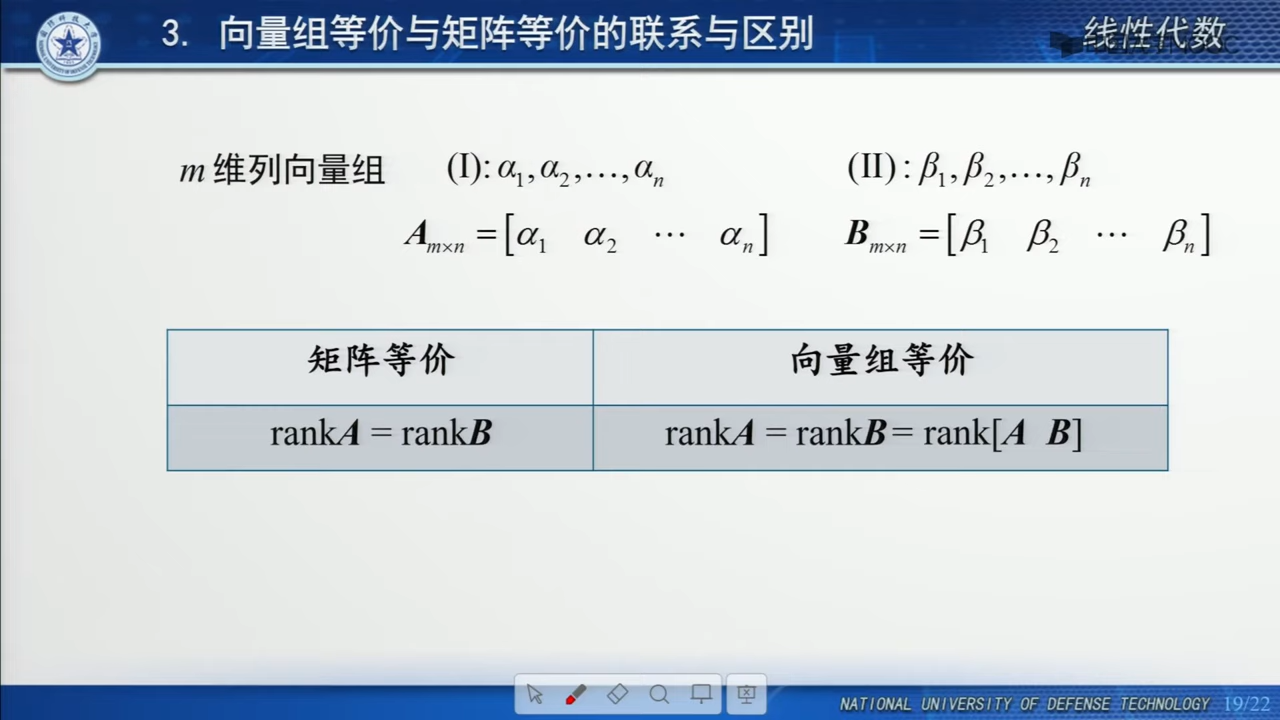 3. 向量组等价与矩阵等价的联系与区别
线性代数
m 维列向量组 (I): α₁,α₂,…,αₙ (II) : β₁,β₂,…,βₙ
Aₘ×ₙ = [α₁ α₂ ⋯ αₙ] Bₘ×ₙ = [β₁ β₂ ⋯ βₙ]
矩阵等价 向量组等价
rankA = rankB rankA = rankB = rank[A B]
NATIONAL UNIVERSITY OF DEFENSE TECHNOLOGY 19/22